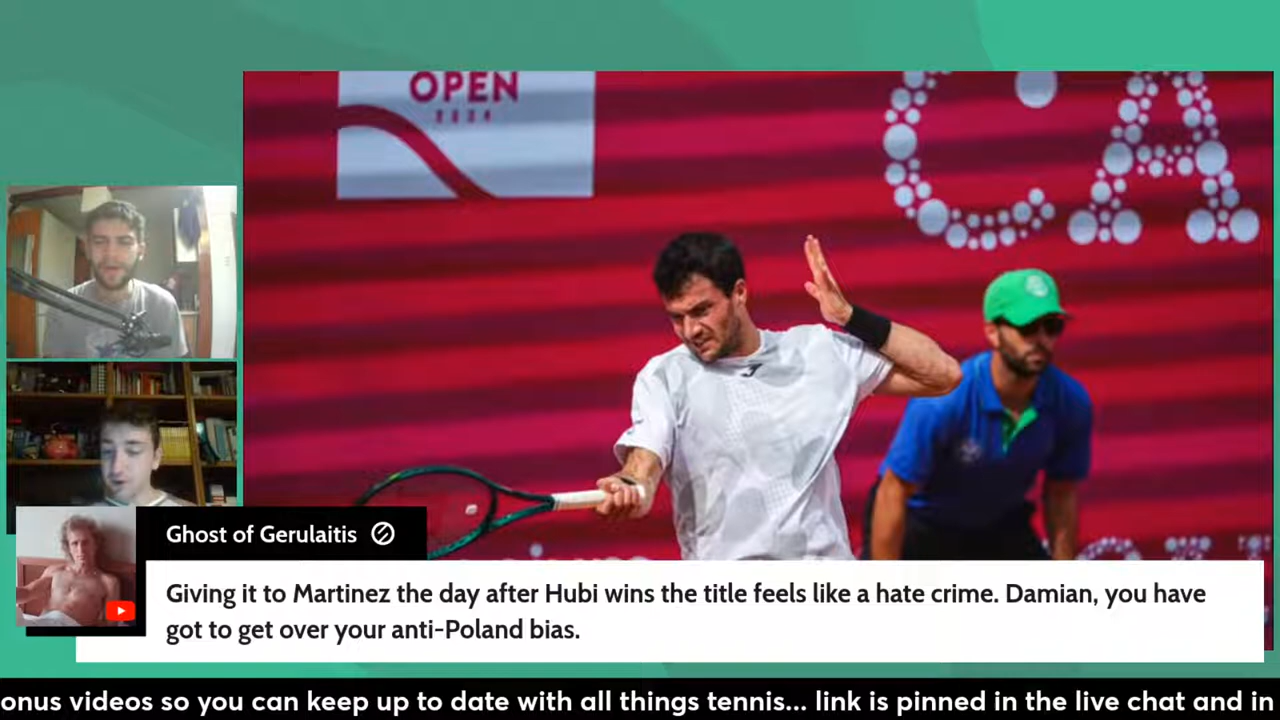 OPEN
2024
CA
Ghost of Gerulaitis
Giving it to Martinez the day after Hubi wins the title feels like a hate crime. Damian, you have
got to get over your anti-Poland bias.
onus videos so you can keep up to date with all things tennis... link is pinned in the live chat and in